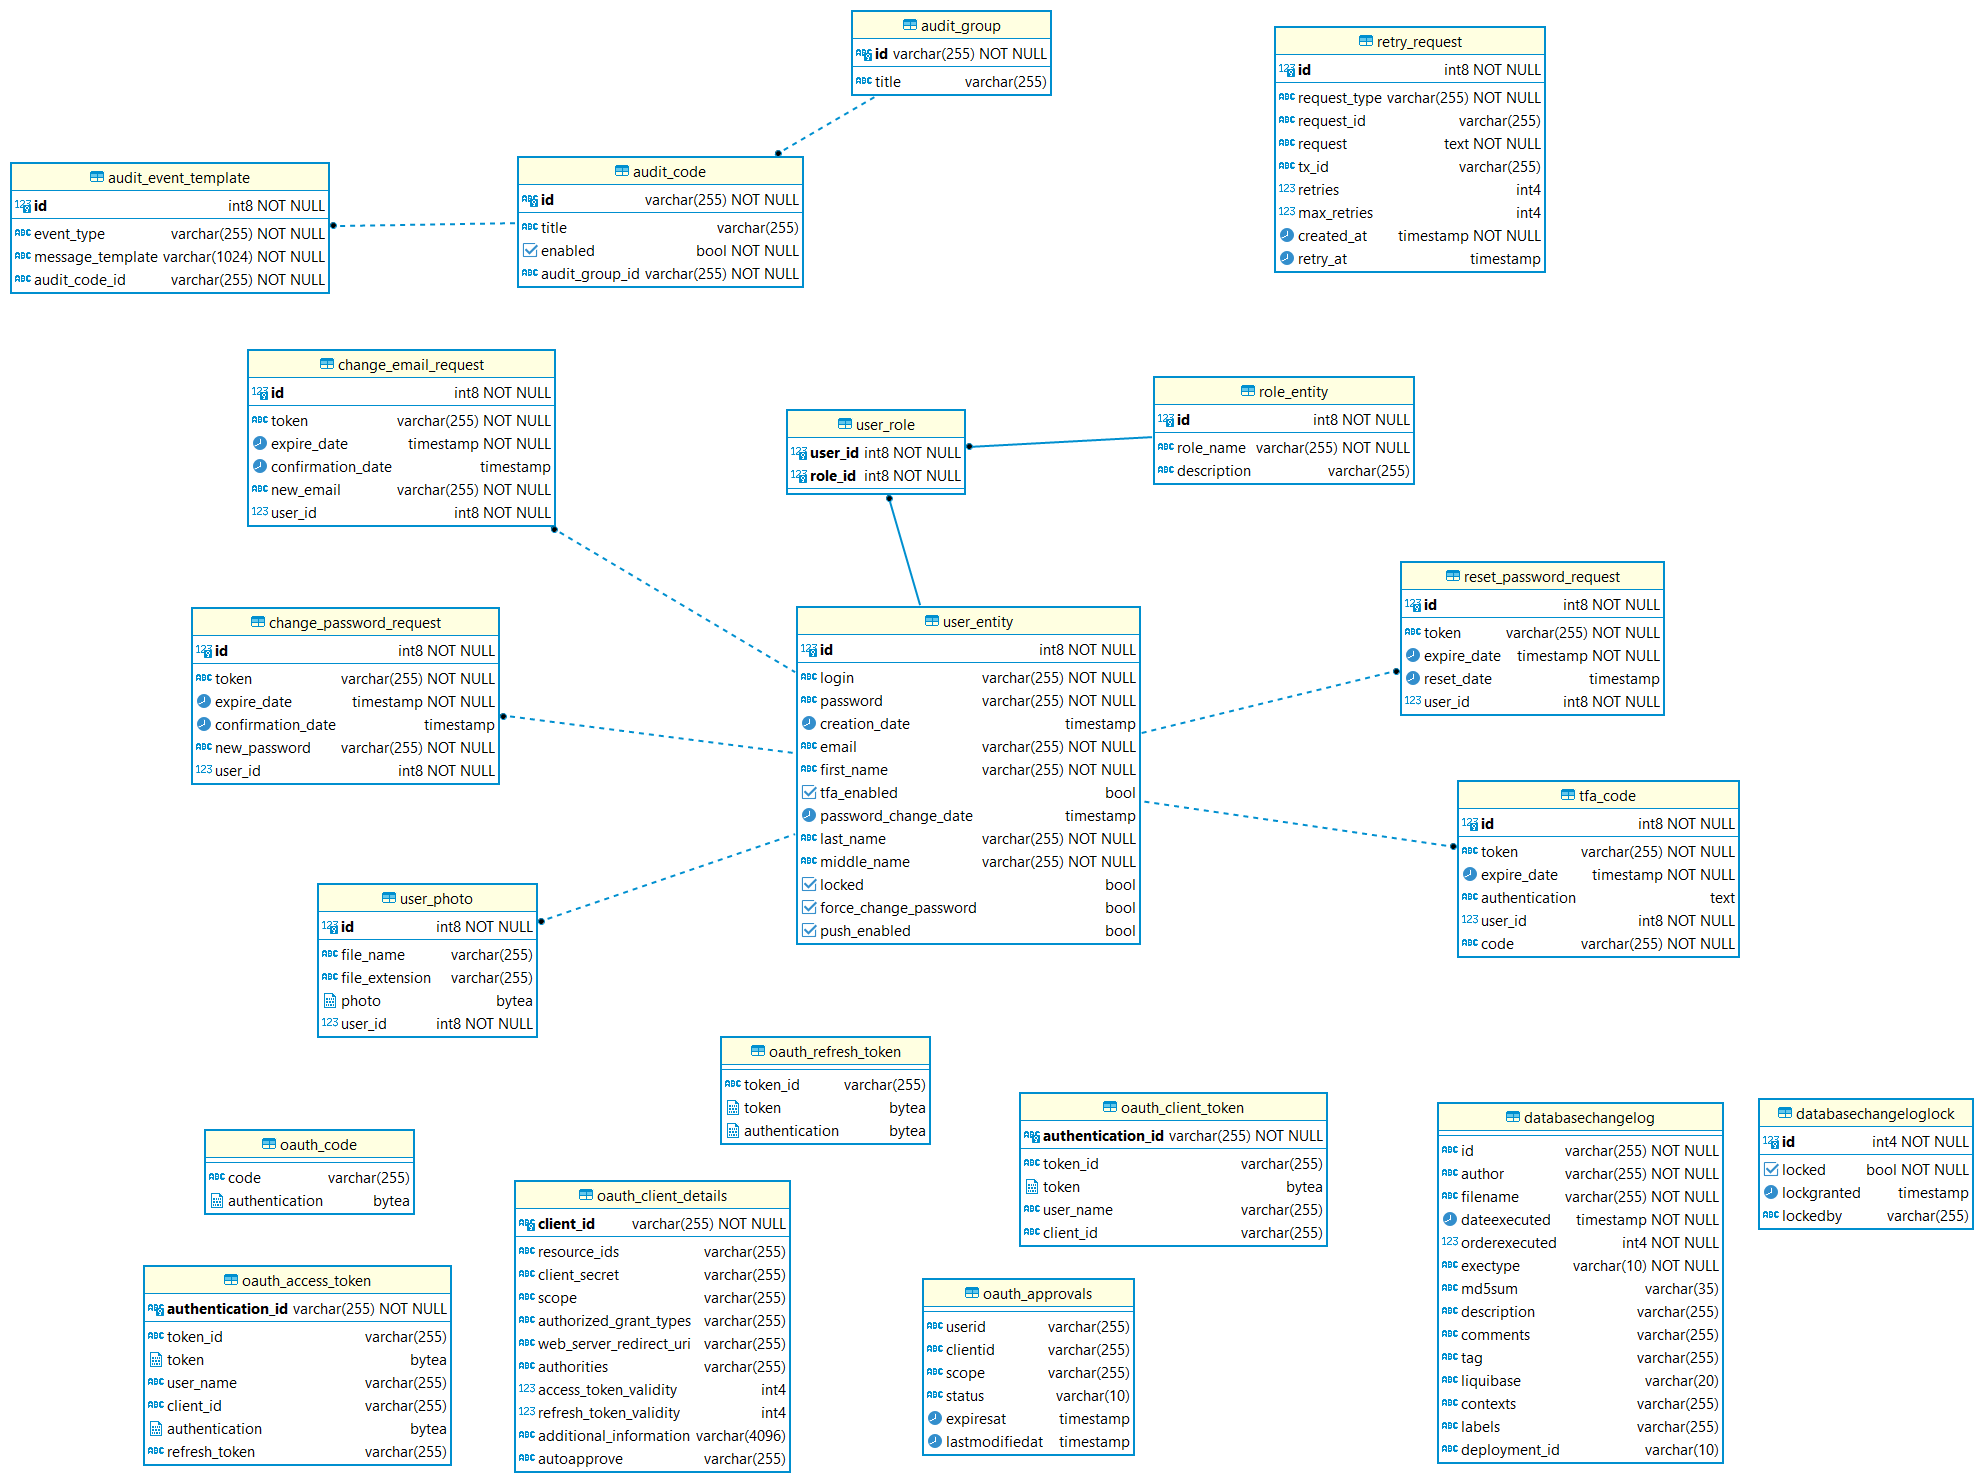 audit_group
id varchar(255) NOT NULL
title varchar(255)
retry_request
id int8 NOT NULL
request_type varchar(255) NOT NULL
request_id varchar(255)
request text NOT NULL
tx_id varchar(255)
retries int4
max_retries int4
created_at timestamp NOT NULL
retry_at timestamp
audit_event_template
id int8 NOT NULL
event_type varchar(255) NOT NULL
message_template varchar(1024) NOT NULL
audit_code_id varchar(255) NOT NULL
audit_code
id varchar(255) NOT NULL
title varchar(255)
enabled bool NOT NULL
audit_group_id varchar(255) NOT NULL
change_email_request
id int8 NOT NULL
token varchar(255) NOT NULL
expire_date timestamp NOT NULL
confirmation_date timestamp
new_email varchar(255) NOT NULL
user_id int8 NOT NULL
user_role
user_id int8 NOT NULL
role_id int8 NOT NULL
role_entity
id int8 NOT NULL
role_name varchar(255) NOT NULL
description varchar(255)
change_password_request
id int8 NOT NULL
token varchar(255) NOT NULL
expire_date timestamp NOT NULL
confirmation_date timestamp
new_password varchar(255) NOT NULL
user_id int8 NOT NULL
user_entity
id int8 NOT NULL
login varchar(255) NOT NULL
password varchar(255) NOT NULL
creation_date timestamp
email varchar(255) NOT NULL
first_name varchar(255) NOT NULL
tfa_enabled bool
password_change_date timestamp
last_name varchar(255) NOT NULL
middle_name varchar(255) NOT NULL
locked bool
force_change_password bool
push_enabled bool
reset_password_request
id int8 NOT NULL
token varchar(255) NOT NULL
expire_date timestamp NOT NULL
reset_date timestamp
user_id int8 NOT NULL
tfa_code
id int8 NOT NULL
token varchar(255) NOT NULL
expire_date timestamp NOT NULL
authentication text
user_id int8 NOT NULL
code varchar(255) NOT NULL
user_photo
id int8 NOT NULL
file_name varchar(255)
file_extension varchar(255)
photo bytea
user_id int8 NOT NULL
oauth_refresh_token
token_id varchar(255)
token bytea
authentication bytea
oauth_client_token
authentication_id varchar(255) NOT NULL
token_id varchar(255)
token bytea
user_name varchar(255)
client_id varchar(255)
databasechangelog
id varchar(255) NOT NULL
author varchar(255) NOT NULL
filename varchar(255) NOT NULL
dateexecuted timestamp NOT NULL
orderexecuted int4 NOT NULL
exectype varchar(10) NOT NULL
md5sum varchar(35)
description varchar(255)
comments varchar(255)
tag varchar(255)
liquibase varchar(20)
contexts varchar(255)
labels varchar(255)
deployment_id varchar(10)
databasechangeloglock
id int4 NOT NULL
locked bool NOT NULL
lockgranted timestamp
lockedby varchar(255)
oauth_code
code varchar(255)
authentication bytea
oauth_client_details
client_id varchar(255) NOT NULL
resource_ids varchar(255)
client_secret varchar(255)
scope varchar(255)
authorized_grant_types varchar(255)
web_server_redirect_uri varchar(255)
authorities varchar(255)
access_token_validity int4
refresh_token_validity int4
additional_information varchar(4096)
autoapprove varchar(255)
oauth_access_token
authentication_id varchar(255) NOT NULL
token_id varchar(255)
token bytea
user_name varchar(255)
client_id varchar(255)
authentication bytea
refresh_token varchar(255)
oauth_approvals
userid varchar(255)
clientid varchar(255)
scope varchar(255)
status varchar(10)
expiresat timestamp
lastmodifiedat timestamp